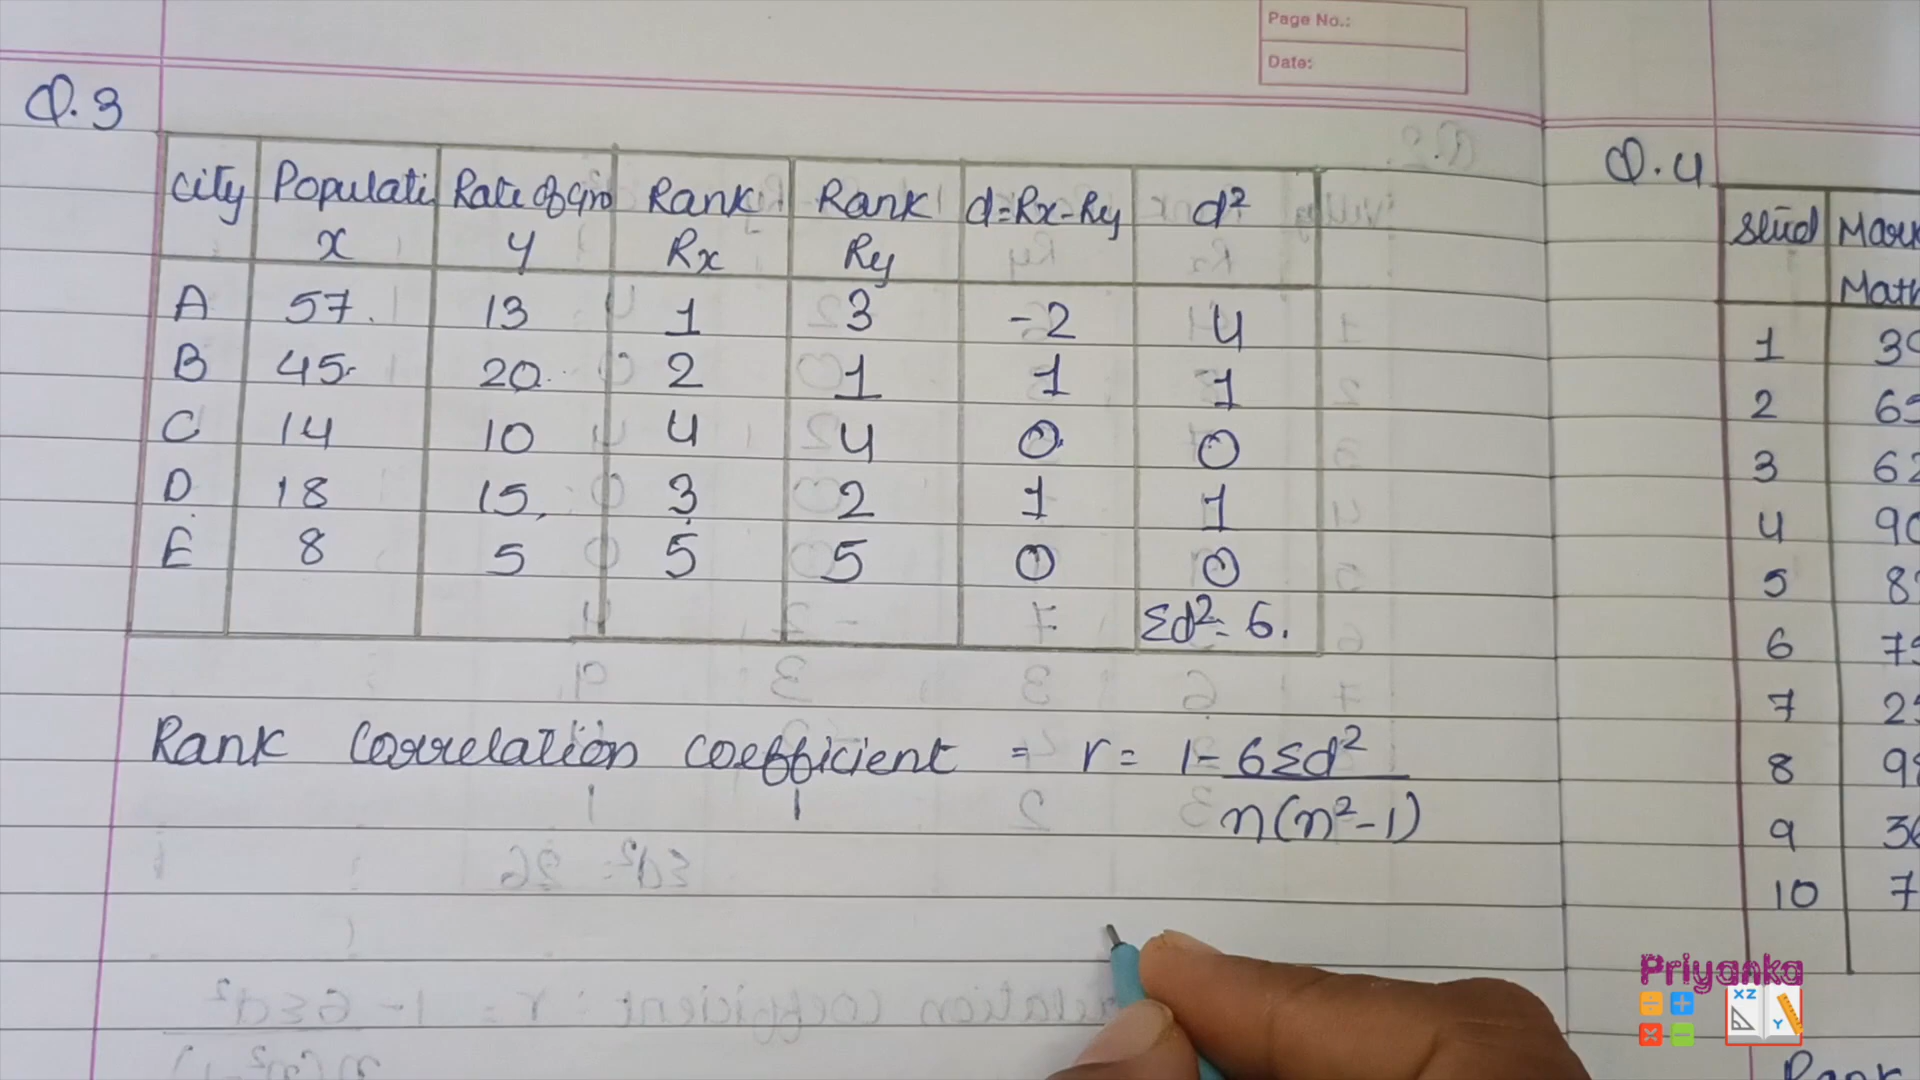 Page No.:
Date:
Q.3
City | Populati x | Rate of Gro y | Rank Rx | Rank Ry | d=Rx-Ry | d²
A | 57. | 13 | 1 | 3 | -2 | 4
B | 45. | 20. | 2 | 1 | 1 | 1
C | 14 | 10 | 4 | 4 | 0 | 0
D | 18 | 15. | 3 | 2 | 1 | 1
E | 8 | 5 | 5 | 5 | 0 | 0
Σd²= 6.
Rank Correlation coefficient = r = 1- 6Σd²
n(n²-1)
Q.4
Stud
1
2
3
4
5
6
7
8
9
10
Priyanka
XZ
Y